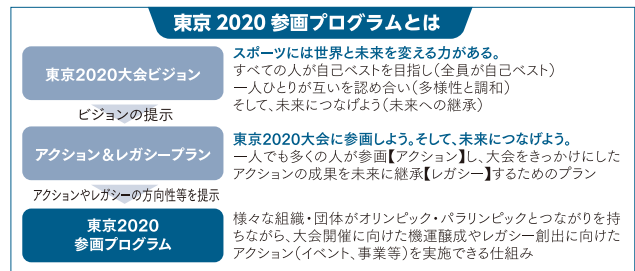 東京 2020 参画プログラムとは
東京2020大会ビジョン
スポーツには世界と未来を変える力がある。
すべての人が自己ベストを目指し(全員が自己ベスト)
一人ひとりが互いを認め合い(多様性と調和)
そして、未来につなげよう(未来への継承)
ビジョンの提示
アクション&レガシープラン
東京2020大会に参画しよう。そして、未来につなげよう。
一人でも多くの人が参画【アクション】し、大会をきっかけにした
アクションの成果を未来に継承【レガシー】するためのプラン
アクションやレガシーの方向性等を提示
東京2020
参画プログラム
様々な組織・団体がオリンピック・パラリンピックとつながりを持
ちながら、大会開催に向けた機運醸成やレガシー創出に向けた
アクション(イベント、事業等)を実施できる仕組み